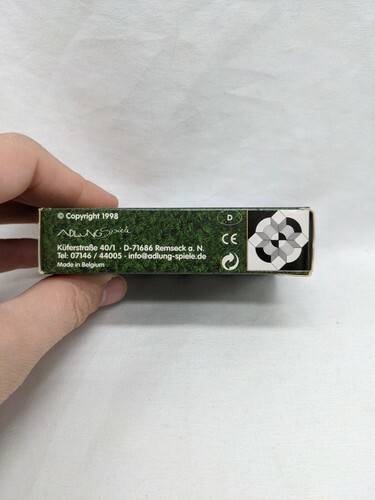 © Copyright 1998
ADLUNG Spiele
Küferstraße 40/1 · D-71686 Remseck a. N.
Tel: 07146 / 44005 · info@adlung-spiele.de
Made in Belgium
D
CE